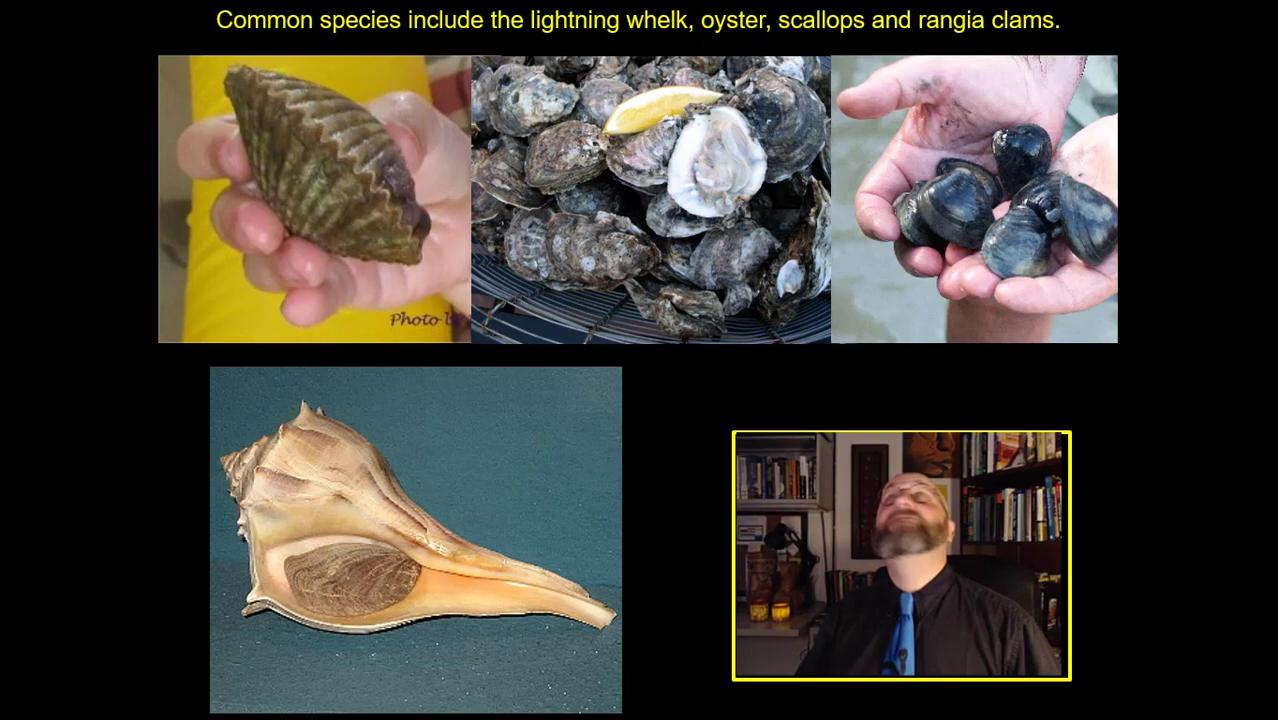 Common species include the lightning whelk, oyster, scallops and rangia clams.
Photo